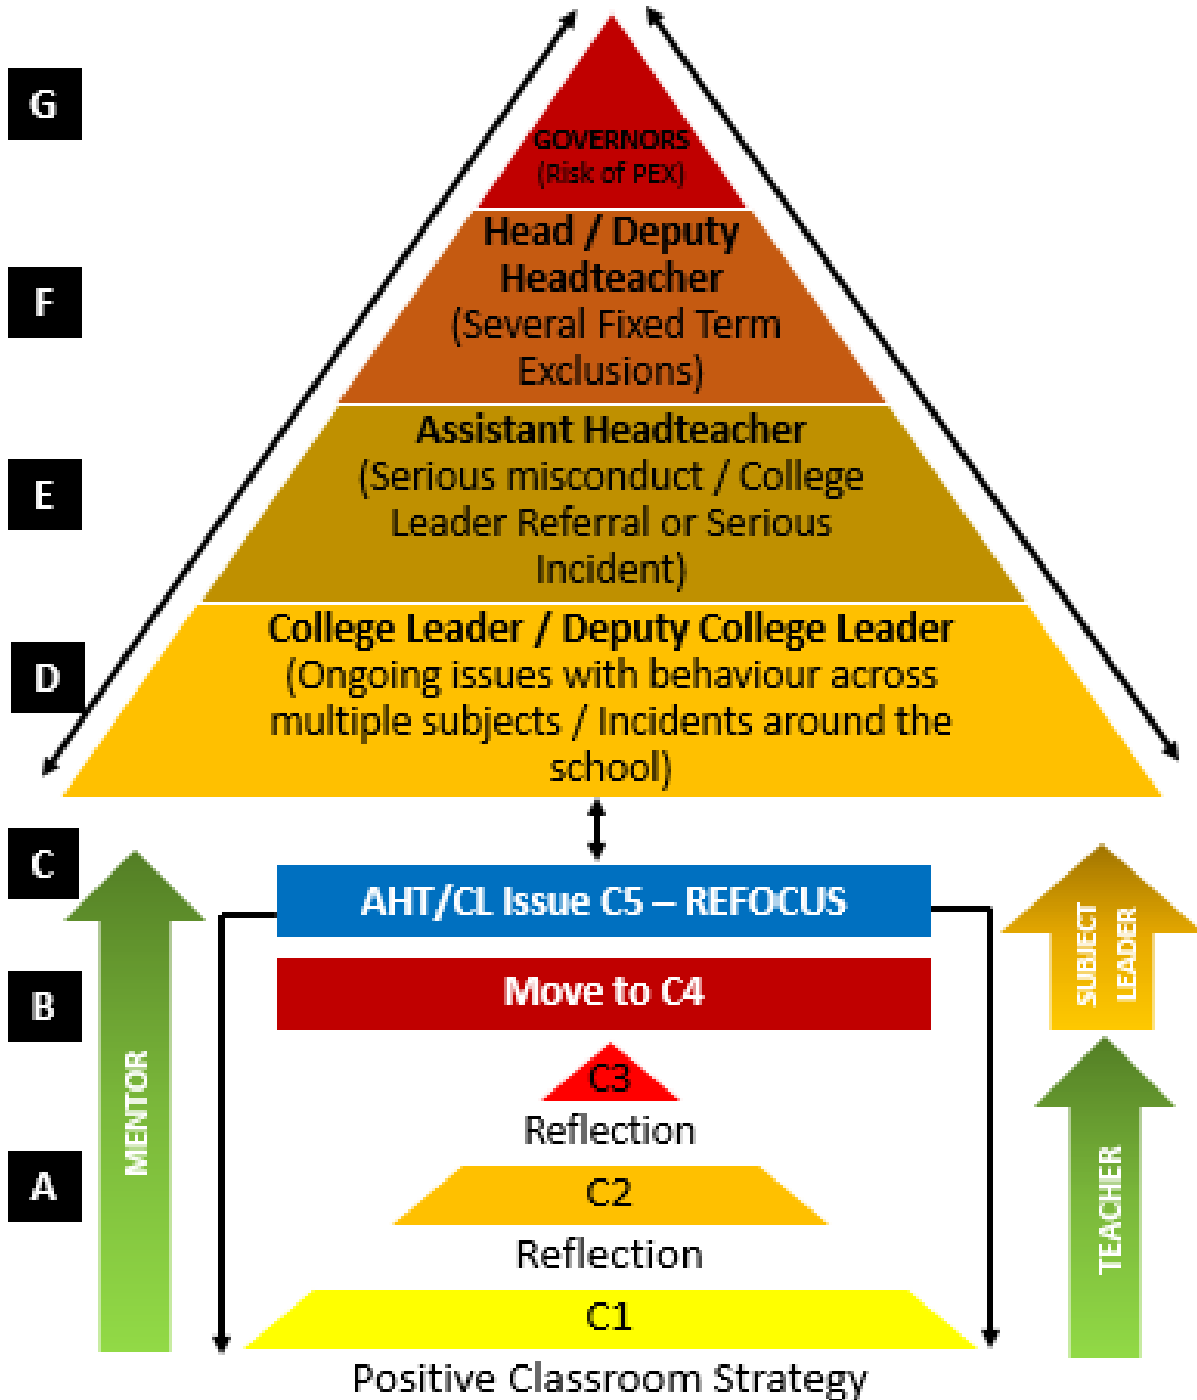 G
GOVERNORS
(Risk of PEX)
F
Head / Deputy
Headteacher
(Several Fixed Term
Exclusions)
E
Assistant Headteacher
(Serious misconduct / College
Leader Referral or Serious
Incident)
D
College Leader / Deputy College Leader
(Ongoing issues with behaviour across
multiple subjects / Incidents around the
school)
C
AHT/CL Issue C5 – REFOCUS
B
Move to C4
SUBJECT
LEADER
MENTOR
C3
Reflection
A
C2
TEACHER
Reflection
C1
Positive Classroom Strategy